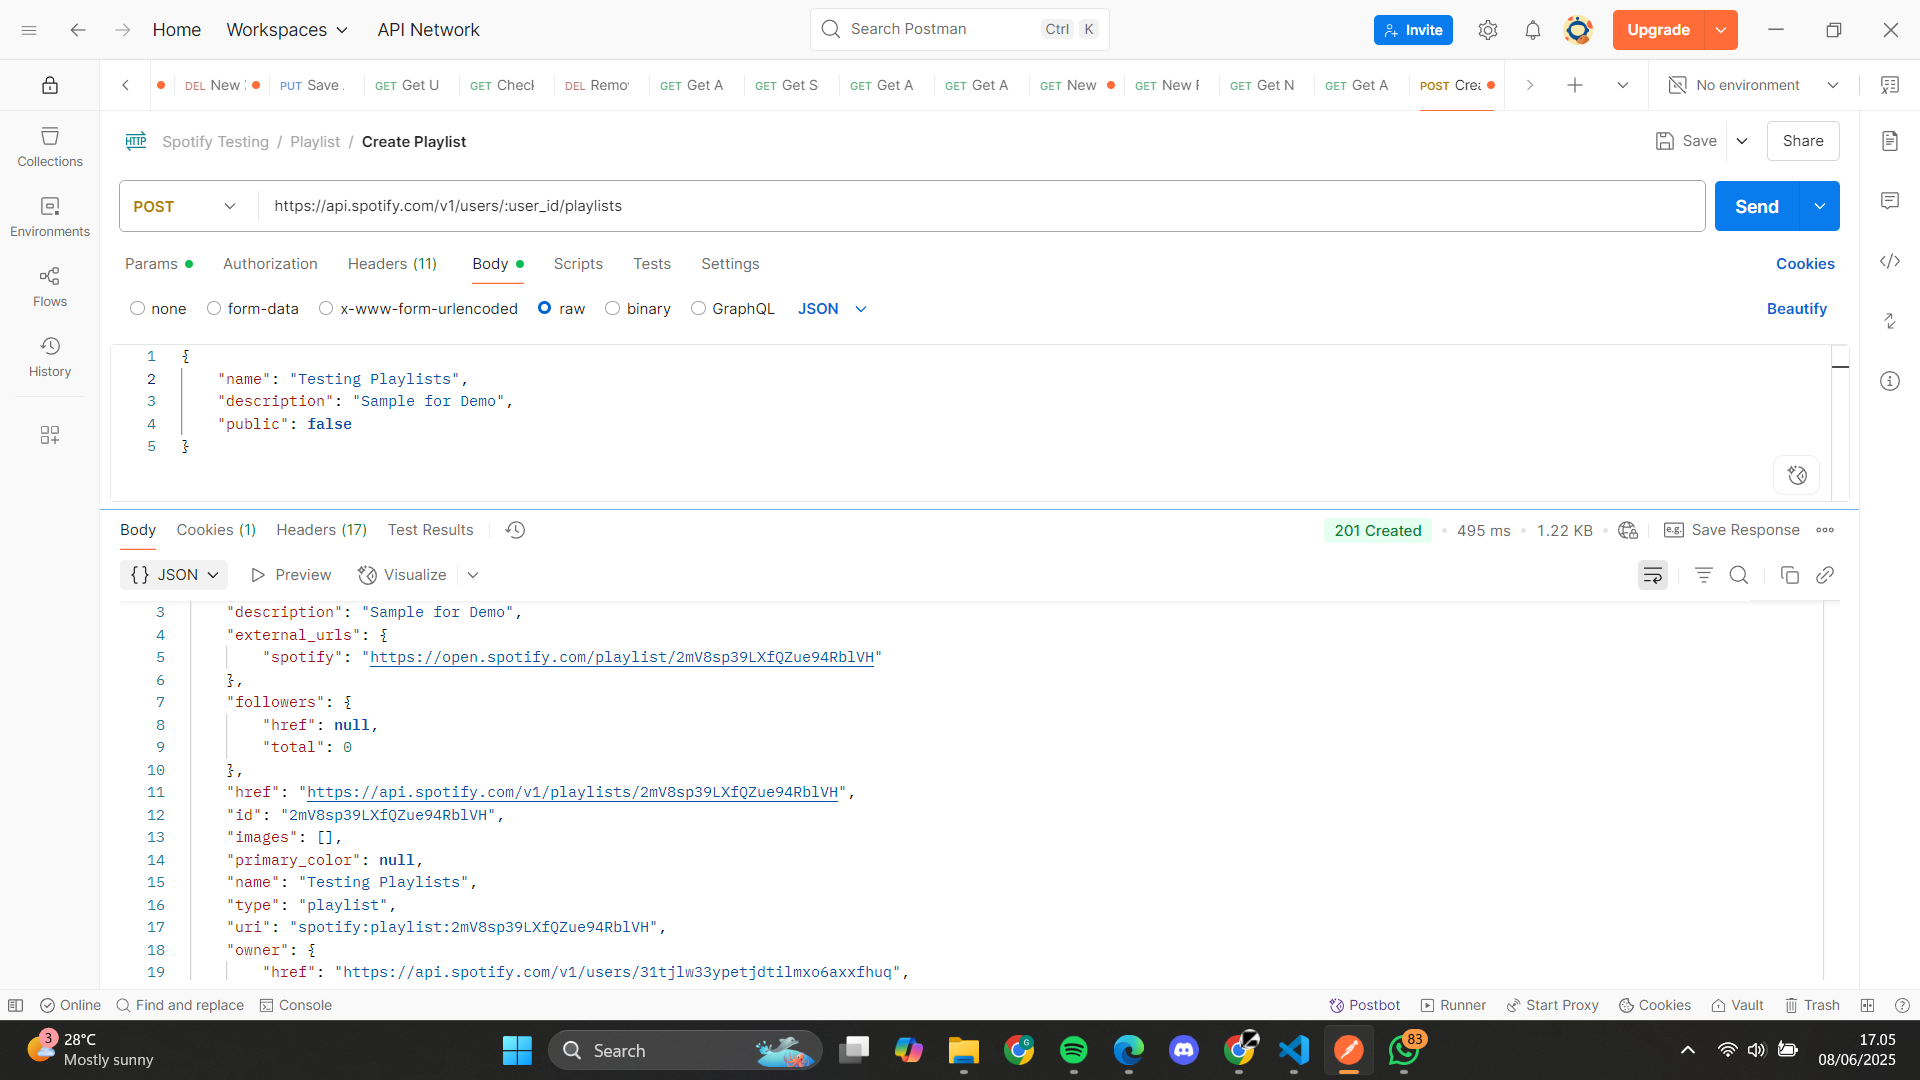 Home Workspaces API Network Search Postman Ctrl K Invite Upgrade
DEL New PUT Save . GET Get U GET Check DEL Remo GET Get A GET Get S GET Get A GET Get A GET New GET New F GET Get N GET Get A POST Crea No environment
HTTP Spotify Testing / Playlist / Create Playlist Save Share
Collections
Environments
Flows
History
POST https://api.spotify.com/v1/users/:user_id/playlists Send
Params Authorization Headers (11) Body Scripts Tests Settings Cookies
none form-data x-www-form-urlencoded raw binary GraphQL JSON Beautify
1 {
2 "name": "Testing Playlists",
3 "description": "Sample for Demo",
4 "public": false
5 }
Body Cookies (1) Headers (17) Test Results 201 Created 495 ms 1.22 KB e.g. Save Response
{} JSON Preview Visualize
3 "description": "Sample for Demo",
4 "external_urls": {
5 "spotify": "https://open.spotify.com/playlist/2mV8sp39LXfQZue94RblVH"
6 },
7 "followers": {
8 "href": null,
9 "total": 0
10 },
11 "href": "https://api.spotify.com/v1/playlists/2mV8sp39LXfQZue94RblVH",
12 "id": "2mV8sp39LXfQZue94RblVH",
13 "images": [],
14 "primary_color": null,
15 "name": "Testing Playlists",
16 "type": "playlist",
17 "uri": "spotify:playlist:2mV8sp39LXfQZue94RblVH",
18 "owner": {
19 "href": "https://api.spotify.com/v1/users/31tjlw33ypetjdtilmxo6axxfhuq",
Online Find and replace Console Postbot Runner Start Proxy Cookies Vault Trash
3 28°C
Mostly sunny
Search
G
83
17.05
08/06/2025